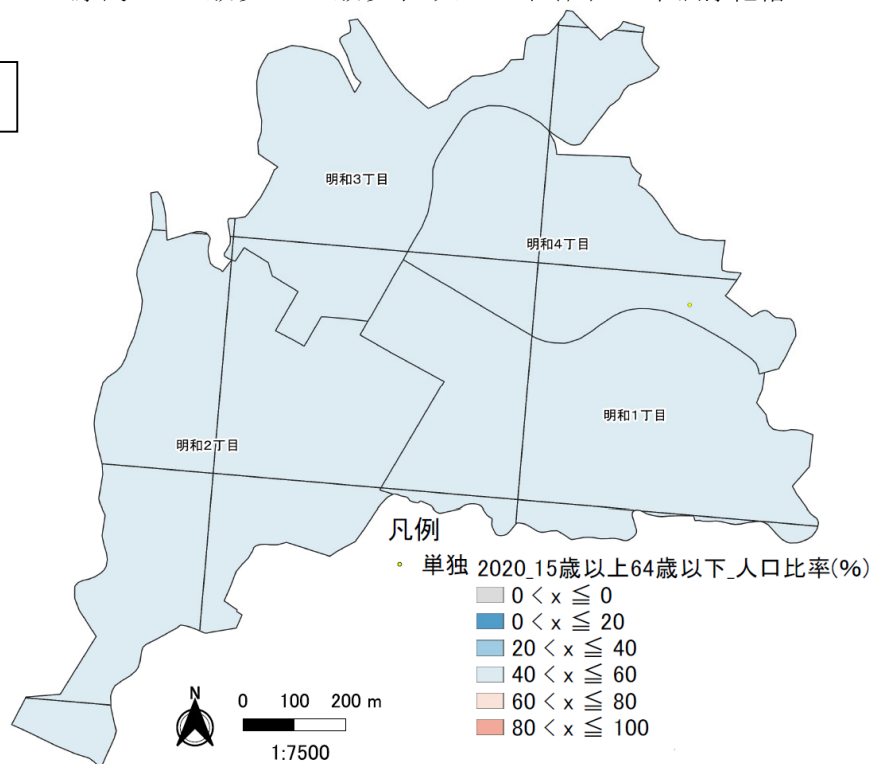 明和3丁目
明和4丁目
明和1丁目
明和2丁目
凡例
単独
2020_15歳以上64歳以下_人口比率(%)
0 < x ≦ 0
0 < x ≦ 20
20 < x ≦ 40
40 < x ≦ 60
60 < x ≦ 80
80 < x ≦ 100
N
0 100 200 m
1:7500